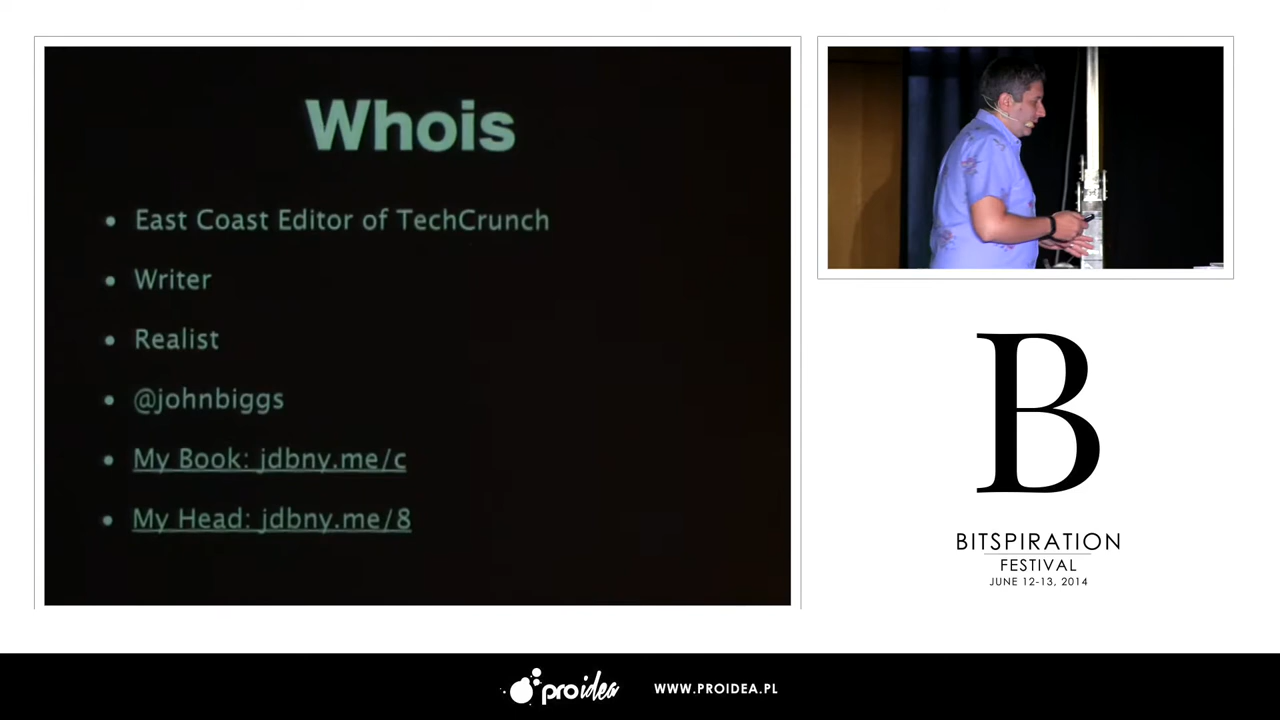 Whois
East Coast Editor of TechCrunch
Writer
Realist
@johnbiggs
My Book: jdbny.me/c
My Head: jdbny.me/8
B
BITSPIRATION
FESTIVAL
JUNE 12-13, 2014
proidea
WWW.PROIDEA.PL